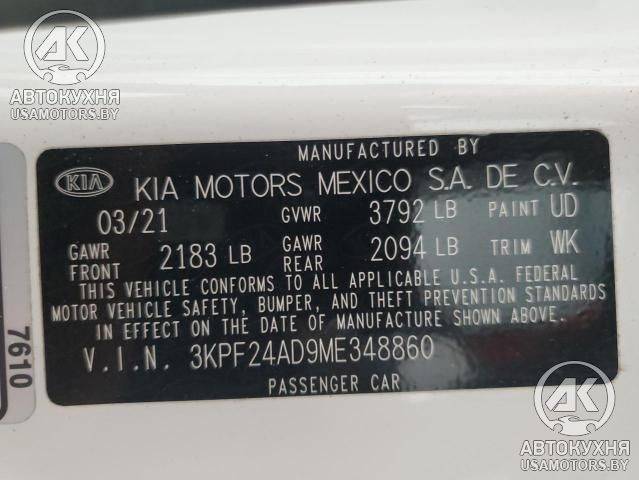 AK
АВТОКУХНЯ
USAMOTORS.BY
MANUFACTURED BY
KIA KIA MOTORS MEXICO S.A. DE C.V.
03/21 GVWR 3792 LB PAINT UD
GAWR FRONT 2183 LB GAWR REAR 2094 LB TRIM WK
THIS VEHICLE CONFORMS TO ALL APPLICABLE U.S.A. FEDERAL
MOTOR VEHICLE SAFETY, BUMPER, AND THEFT PREVENTION STANDARDS
IN EFFECT ON THE DATE OF MANUFACTURE SHOWN ABOVE.
V.I.N. 3KPF24AD9ME348860
PASSENGER CAR
7610
AK
АВТОКУХНЯ
USAMOTORS.BY